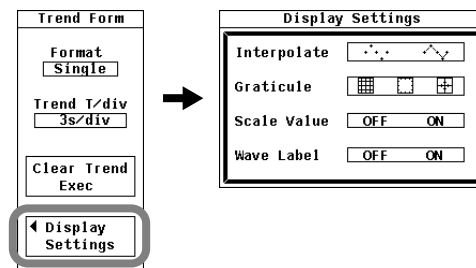 Trend Form
Format
Single
Trend T/div
3s/div
Clear Trend
Exec
Display
Settings
Display Settings
Interpolate
Graticule
Scale Value OFF ON
Wave Label OFF ON